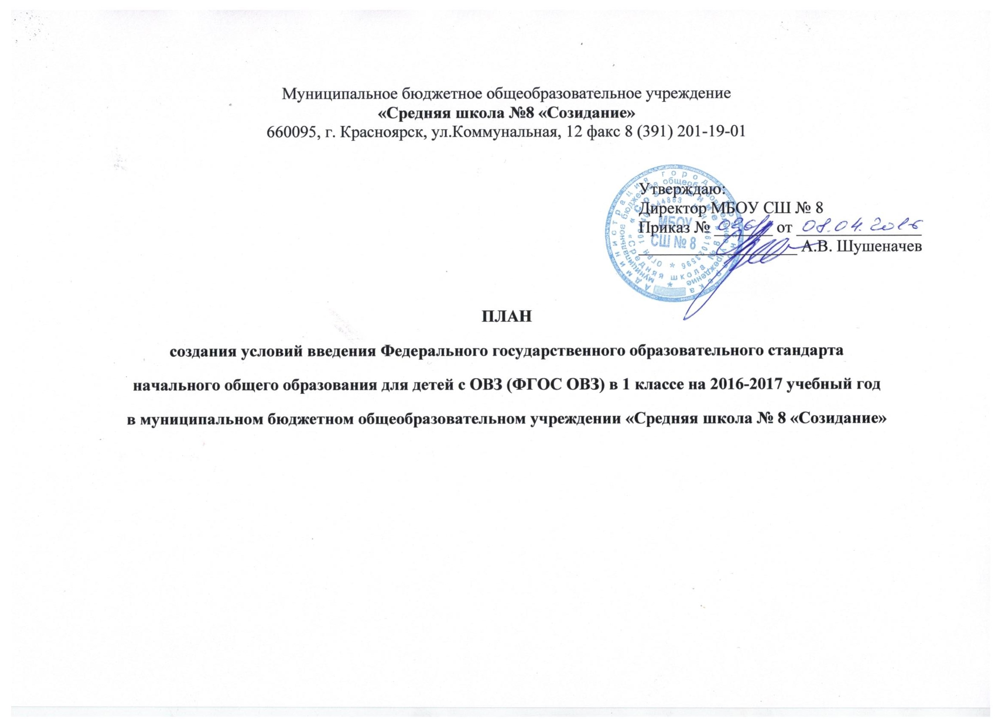 Муниципальное бюджетное общеобразовательное учреждение
«Средняя школа №8 «Созидание»
660095, г. Красноярск, ул.Коммунальная, 12 факс 8 (391) 201-19-01
Утверждаю:
Директор МБОУ СШ № 8
Приказ № от 08.04.2016
А.В. Шушеначев
МБОУ
СШ № 8
ПЛАН
создания условий введения Федерального государственного образовательного стандарта
начального общего образования для детей с ОВЗ (ФГОС ОВЗ) в 1 классе на 2016-2017 учебный год
в муниципальном бюджетном общеобразовательном учреждении «Средняя школа № 8 «Созидание»